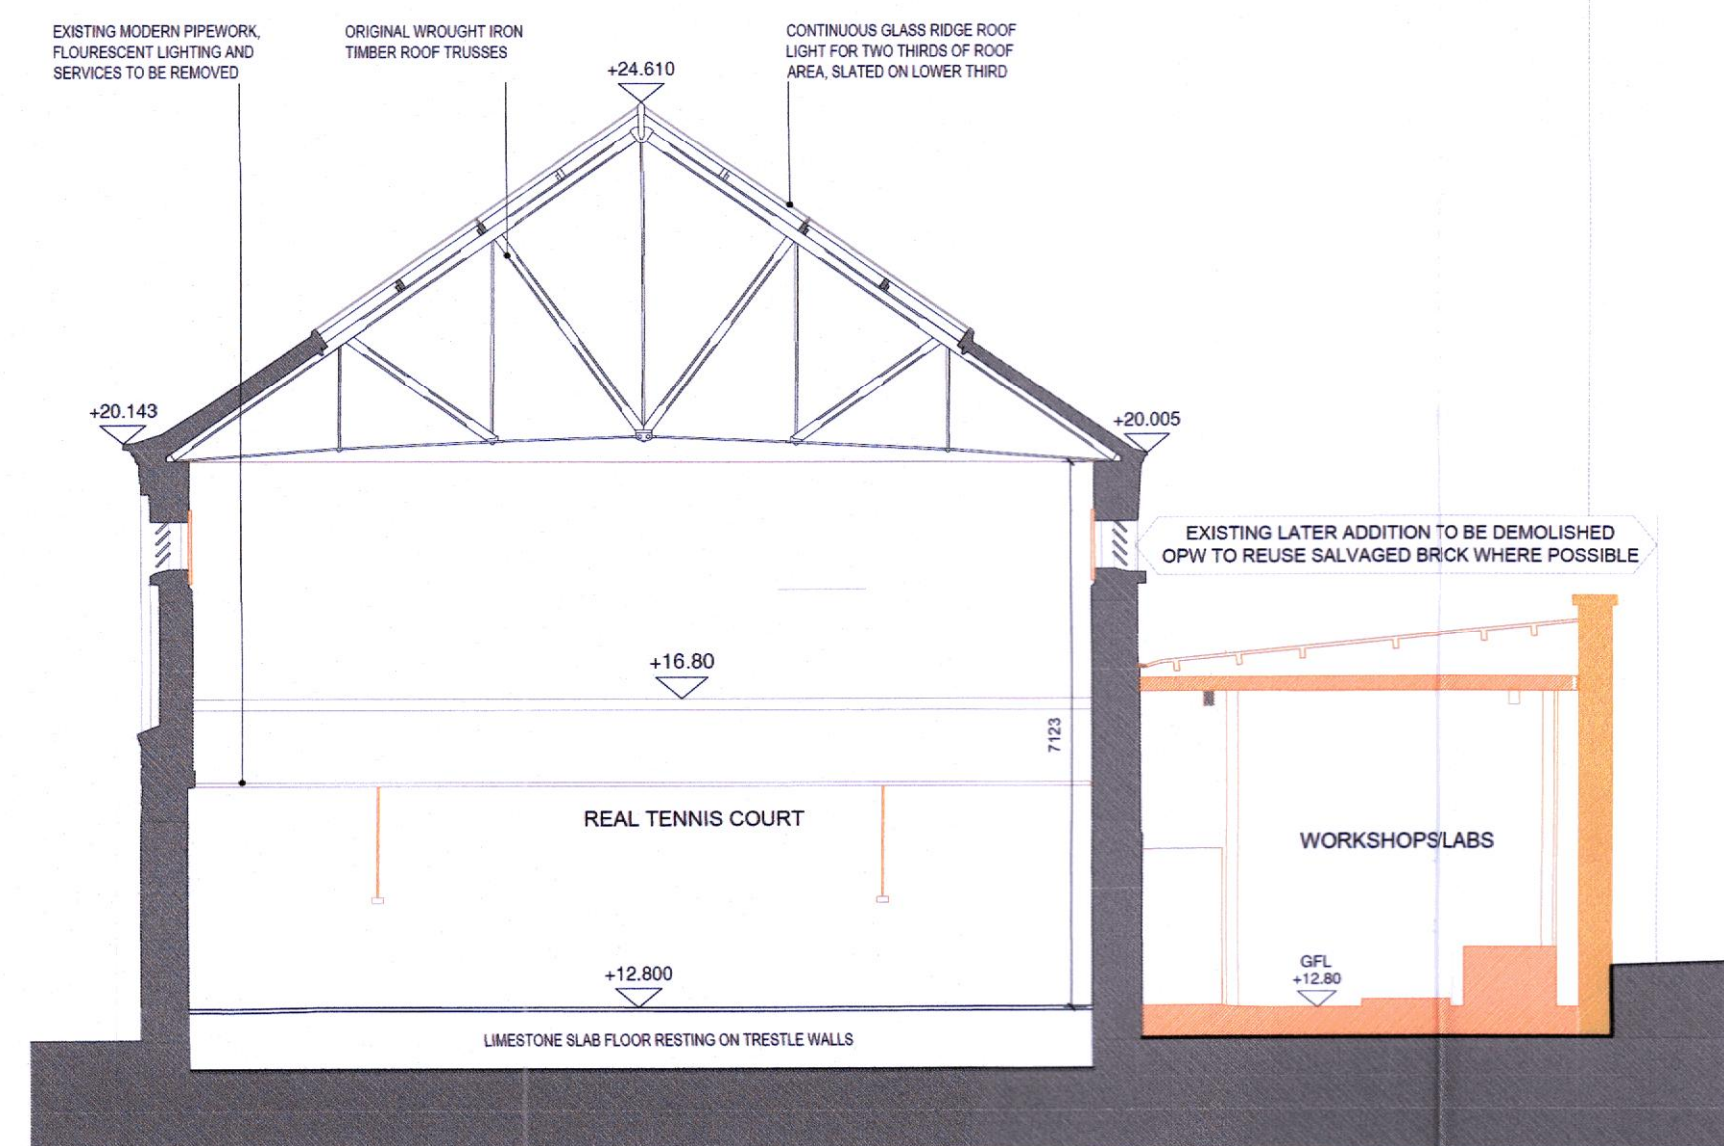 EXISTING MODERN PIPEWORK,
FLOURESCENT LIGHTING AND
SERVICES TO BE REMOVED
ORIGINAL WROUGHT IRON
TIMBER ROOF TRUSSES
CONTINUOUS GLASS RIDGE ROOF
LIGHT FOR TWO THIRDS OF ROOF
AREA, SLATED ON LOWER THIRD
+24.610
+20.143
+20.005
EXISTING LATER ADDITION TO BE DEMOLISHED
OPW TO REUSE SALVAGED BRICK WHERE POSSIBLE
+16.80
7123
REAL TENNIS COURT
WORKSHOPS/LABS
+12.800
GFL
+12.80
LIMESTONE SLAB FLOOR RESTING ON TRESTLE WALLS